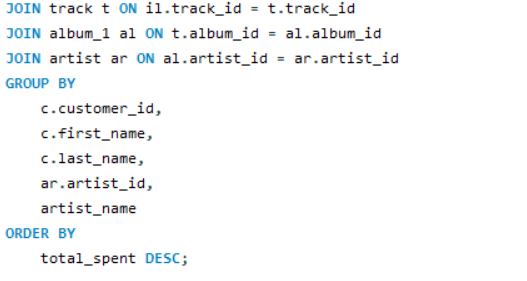 JOIN track t ON il.track_id = t.track_id
JOIN album_1 al ON t.album_id = al.album_id
JOIN artist ar ON al.artist_id = ar.artist_id
GROUP BY
    c.customer_id,
    c.first_name,
    c.last_name,
    ar.artist_id,
    artist_name
ORDER BY
    total_spent DESC;